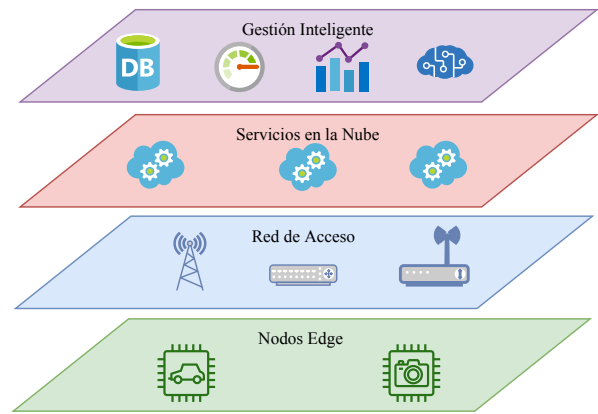 Gestión Inteligente
DB
Servicios en la Nube
Red de Acceso
Nodos Edge